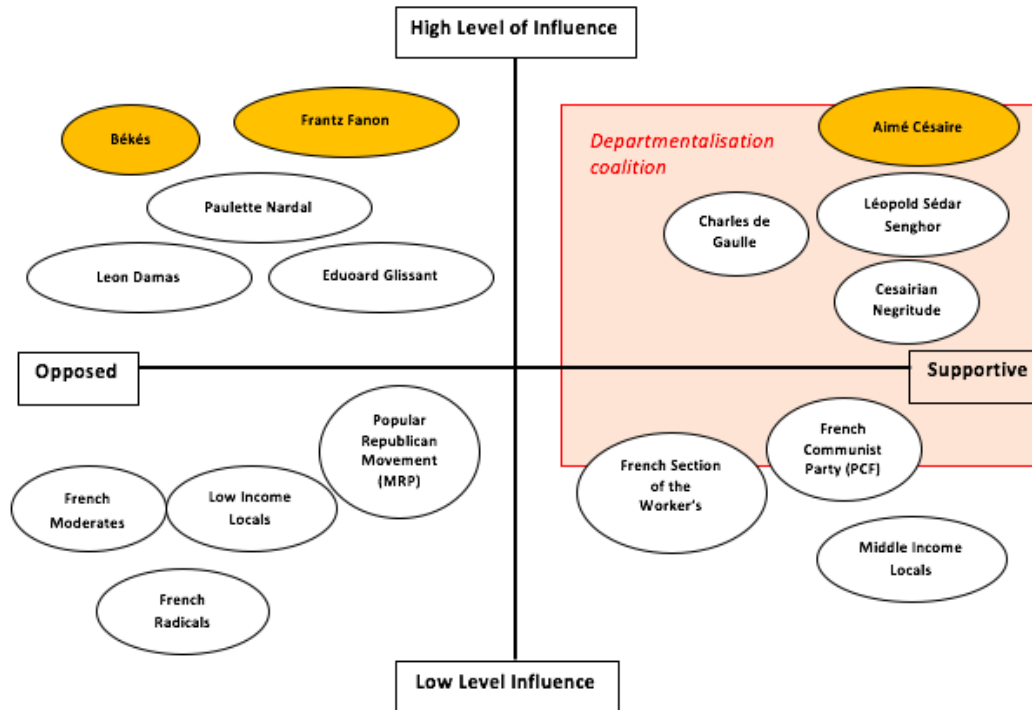 High Level of Influence
Békés
Frantz Fanon
Paulette Nardal
Leon Damas
Eduoard Glissant
Departmentalisation
coalition
Aimé Césaire
Charles de
Gaulle
Léopold Sédar
Senghor
Cesairian
Negritude
Opposed
Supportive
Popular
Republican
Movement
(MRP)
French
Moderates
Low Income
Locals
French
Radicals
French Section
of the
Worker's
French
Communist
Party (PCF)
Middle Income
Locals
Low Level Influence